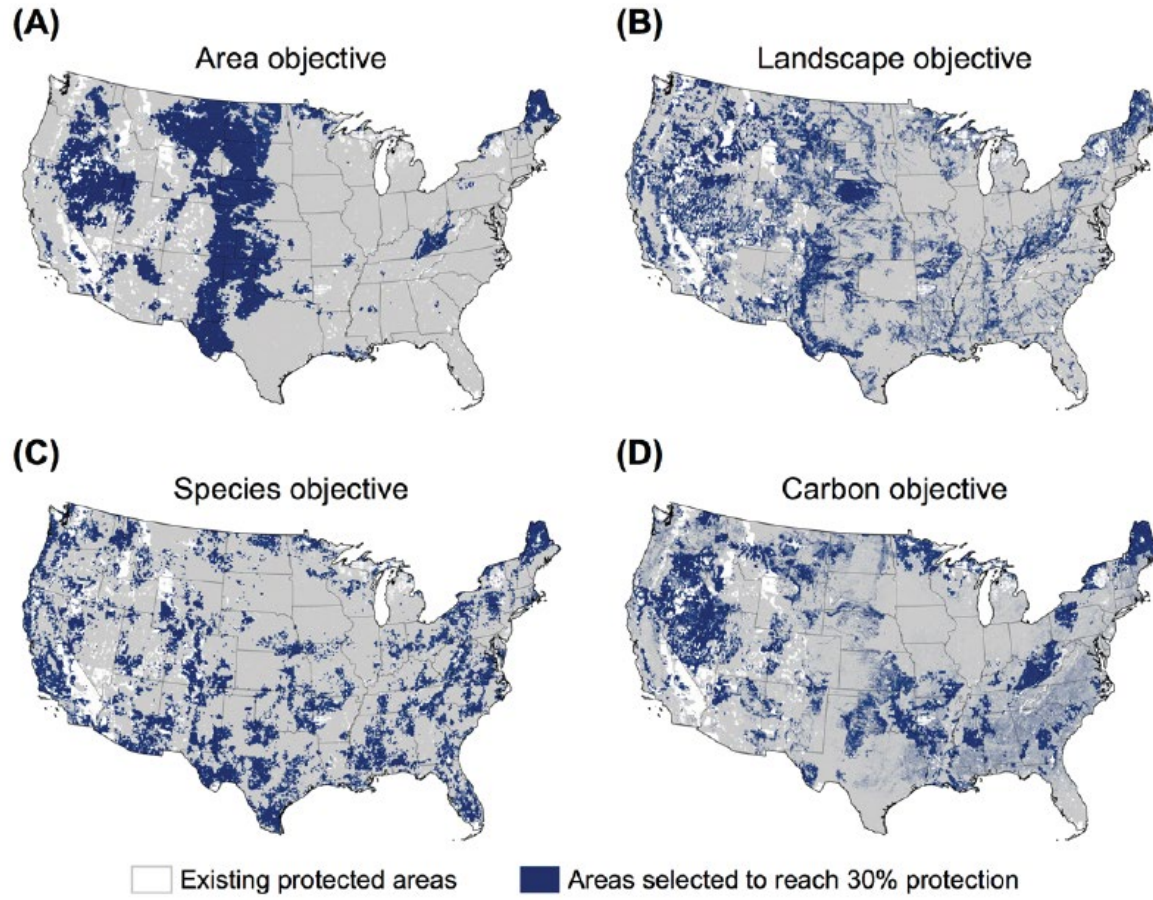 (A)
Area objective
(B)
Landscape objective
(C)
Species objective
(D)
Carbon objective
Existing protected areas
Areas selected to reach 30% protection